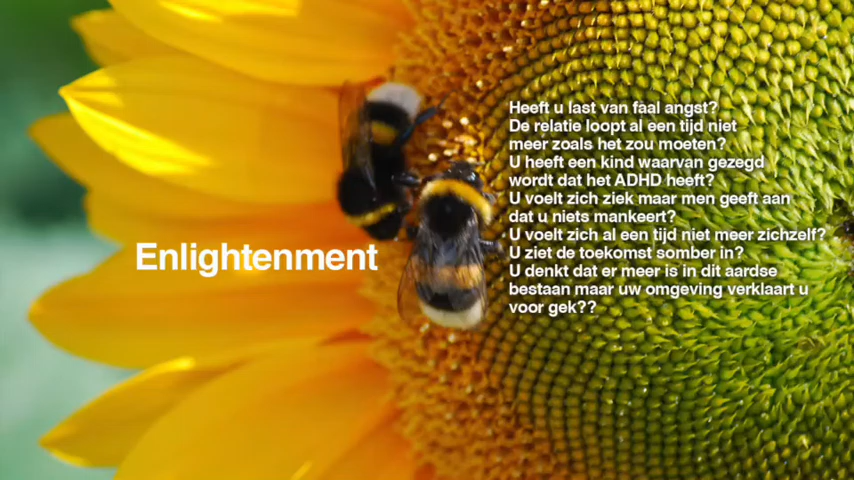 Enlightenment
Heeft u last van faal angst?
De relatie loopt al een tijd niet
meer zoals het zou moeten?
U heeft een kind waarvan gezegd
wordt dat het ADHD heeft?
U voelt zich ziek maar men geeft aan
dat u niets mankeert?
U voelt zich al een tijd niet meer zichzelf?
U ziet de toekomst somber in?
U denkt dat er meer is in dit aardse
bestaan maar uw omgeving verklaart u
voor gek??